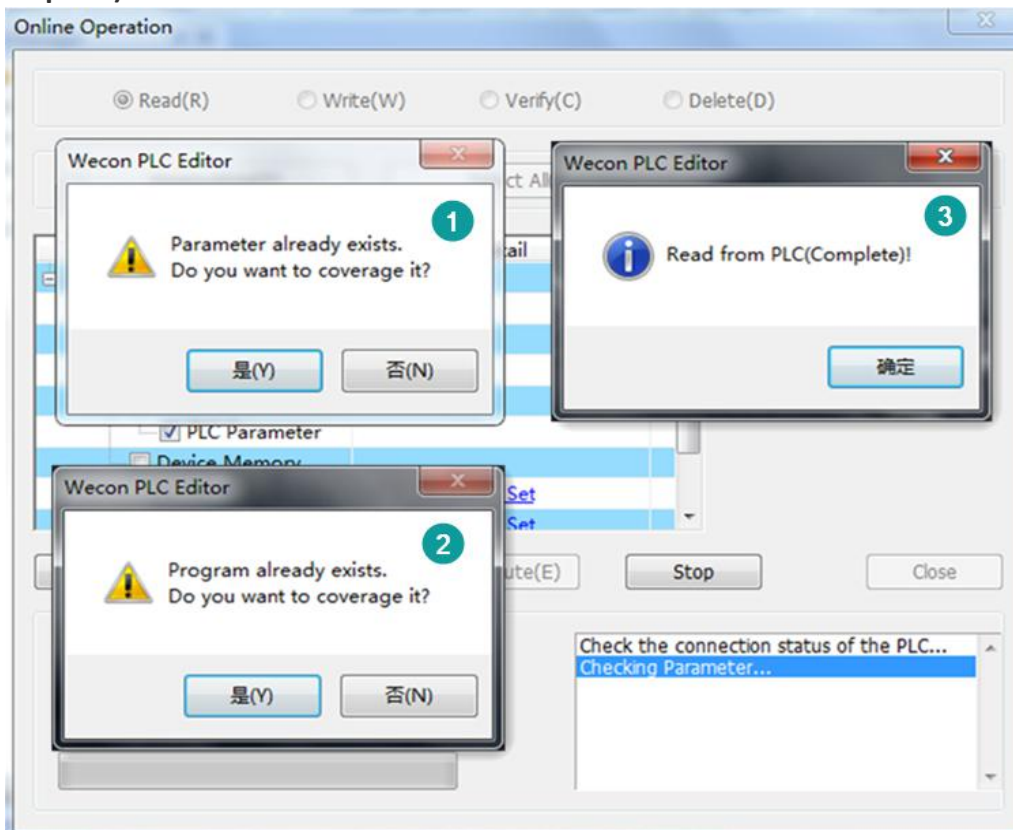 Online Operation
Read(R) Write(W) Verify(C) Delete(D)
Wecon PLC Editor
1
Parameter already exists.
Do you want to coverage it?
是(Y) 否(N)
Wecon PLC Editor
3
Read from PLC(Complete)!
确定
PLC Parameter
Device Memory
Set
Set
Wecon PLC Editor
2
Program already exists.
Do you want to coverage it?
是(Y) 否(N)
Stop Close
Check the connection status of the PLC...
Checking Parameter...